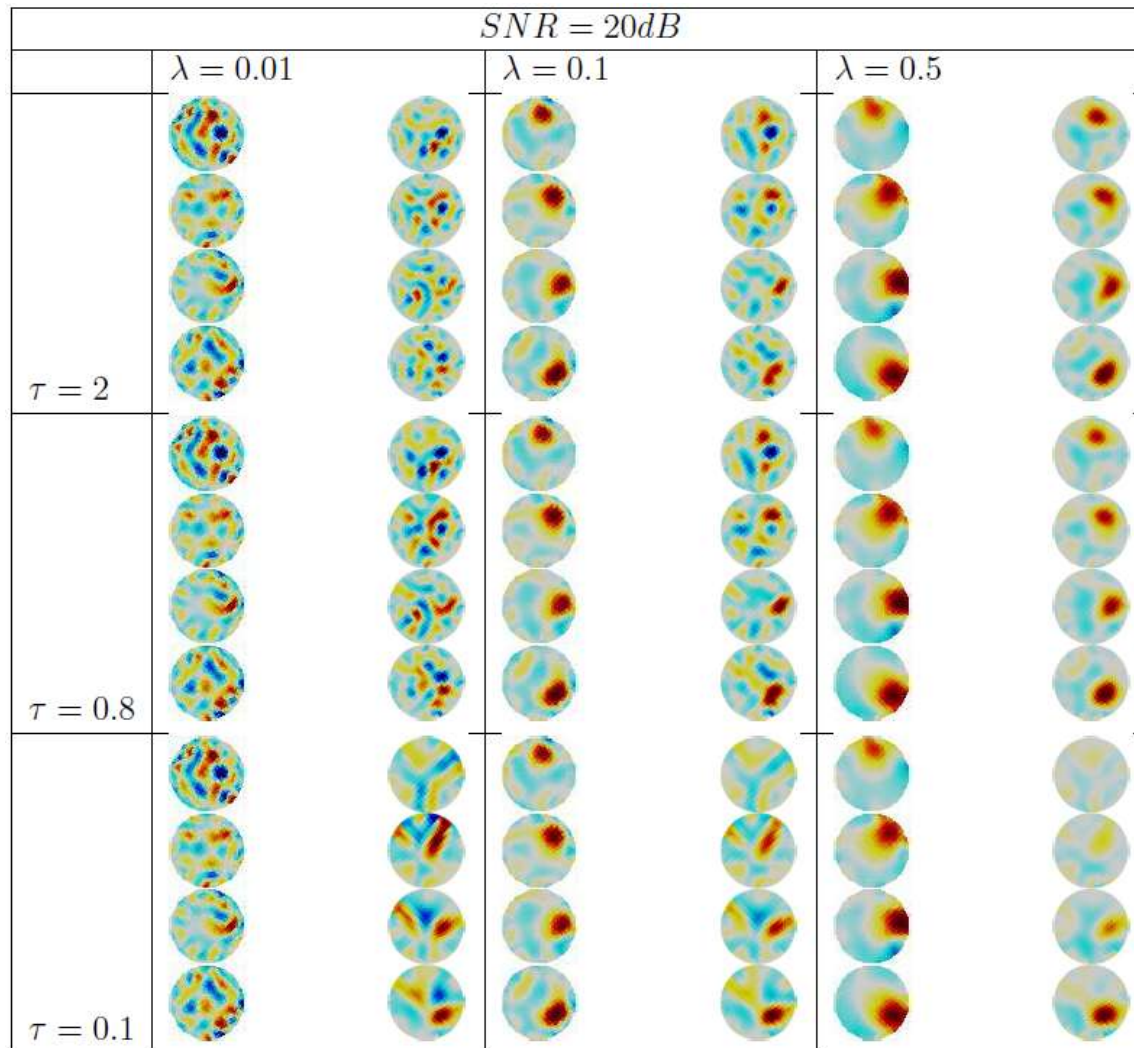 SNR = 20dB
λ = 0.01 λ = 0.1 λ = 0.5
τ = 2
τ = 0.8
τ = 0.1